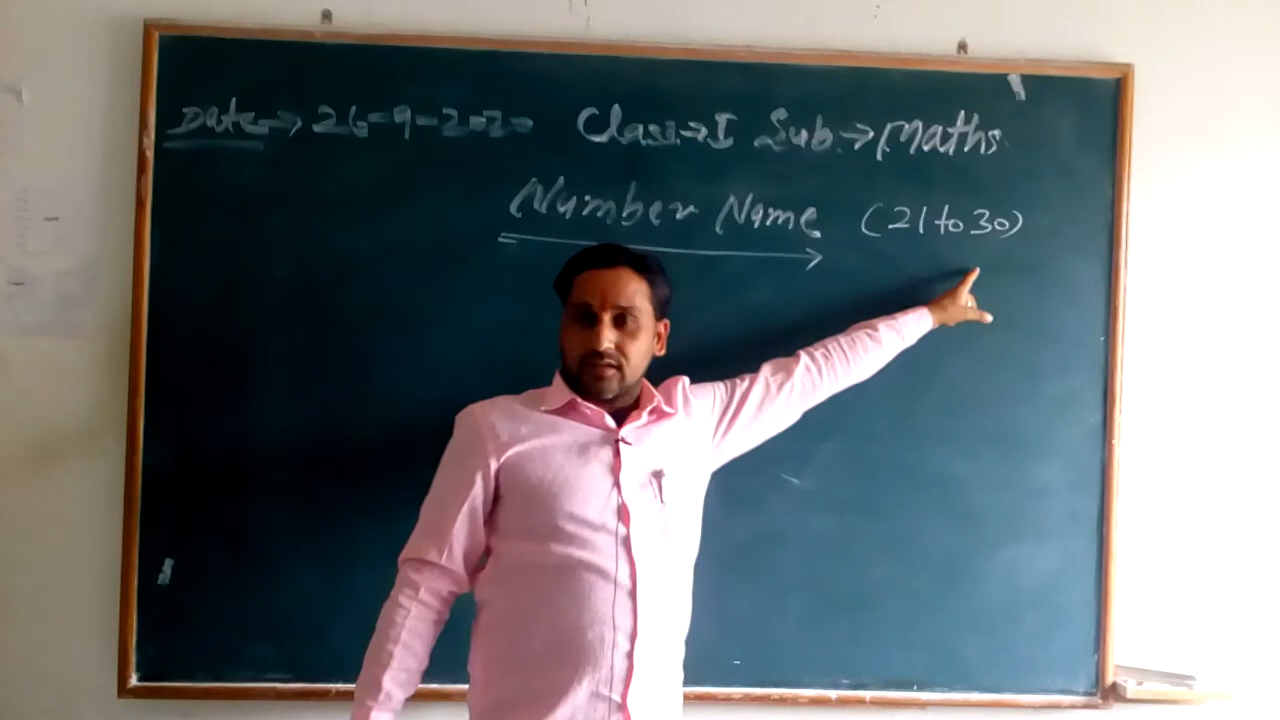 Date→ 26-9-2020 Class→I Sub.→Maths
Number Name (21 to 30)